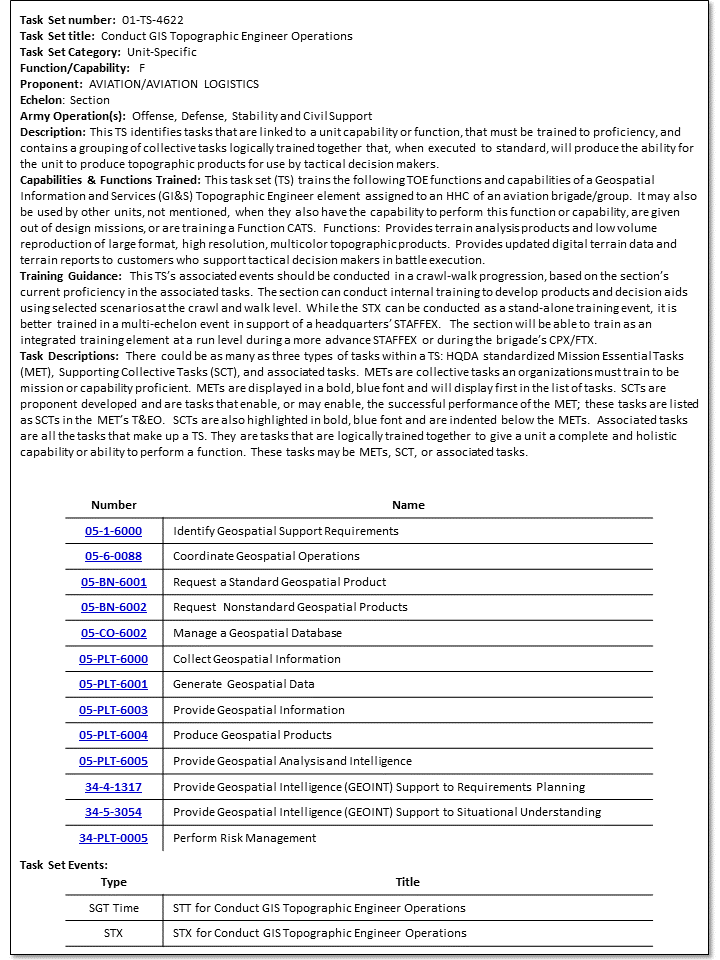 Task Set number: 01-TS-4622
Task Set title: Conduct GIS Topographic Engineer Operations
Task Set Category: Unit-Specific
Function/Capability: F
Proponent: AVIATION/AVIATION LOGISTICS
Echelon: Section
Army Operation(s): Offense, Defense, Stability and Civil Support
Description: This TS identifies tasks that are linked to a unit capability or function, that must be trained to proficiency, and
contains a grouping of collective tasks logically trained together that, when executed to standard, will produce the ability for
the unit to produce topographic products for use by tactical decision makers.
Capabilities & Functions Trained: This task set (TS) trains the following TOE functions and capabilities of a Geospatial
Information and Services (GI&S) Topographic Engineer element assigned to an HHC of an aviation brigade/group. It may also
be used by other units, not mentioned, when they also have the capability to perform this function or capability, are given
out of design missions, or are training a Function CATS. Functions: Provides terrain analysis products and low volume
reproduction of large format, high resolution, multicolor topographic products. Provides updated digital terrain data and
terrain reports to customers who support tactical decision makers in battle execution.
Training Guidance: This TS's associated events should be conducted in a crawl-walk progression, based on the section's
current proficiency in the associated tasks. The section can conduct internal training to develop products and decision aids
using selected scenarios at the crawl and walk level. While the STX can be conducted as a stand-alone training event, it is
better trained in a multi-echelon event in support of a headquarters' STAFFEX. The section will be able to train as an
integrated training element at a run level during a more advance STAFFEX or during the brigade's CPX/FTX.
Task Descriptions: There could be as many as three types of tasks within a TS: HQDA standardized Mission Essential Tasks
(MET), Supporting Collective Tasks (SCT), and associated tasks. METs are collective tasks an organizations must train to be
mission or capability proficient. METs are displayed in a bold, blue font and will display first in the list of tasks. SCTs are
proponent developed and are tasks that enable, or may enable, the successful performance of the MET; these tasks are listed
as SCTs in the MET's T&EO. SCTs are also highlighted in bold, blue font and are indented below the METs. Associated tasks
are all the tasks that make up a TS. They are tasks that are logically trained together to give a unit a complete and holistic
capability or ability to perform a function. These tasks may be METs, SCT, or associated tasks.
Number Name
05-1-6000 Identify Geospatial Support Requirements
05-6-0088 Coordinate Geospatial Operations
05-BN-6001 Request a Standard Geospatial Product
05-BN-6002 Request Nonstandard Geospatial Products
05-CO-6002 Manage a Geospatial Database
05-PLT-6000 Collect Geospatial Information
05-PLT-6001 Generate Geospatial Data
05-PLT-6003 Provide Geospatial Information
05-PLT-6004 Produce Geospatial Products
05-PLT-6005 Provide Geospatial Analysis and Intelligence
34-4-1317 Provide Geospatial Intelligence (GEOINT) Support to Requirements Planning
34-5-3054 Provide Geospatial Intelligence (GEOINT) Support to Situational Understanding
34-PLT-0005 Perform Risk Management
Task Set Events:
Type Title
SGT Time STT for Conduct GIS Topographic Engineer Operations
STX STX for Conduct GIS Topographic Engineer Operations